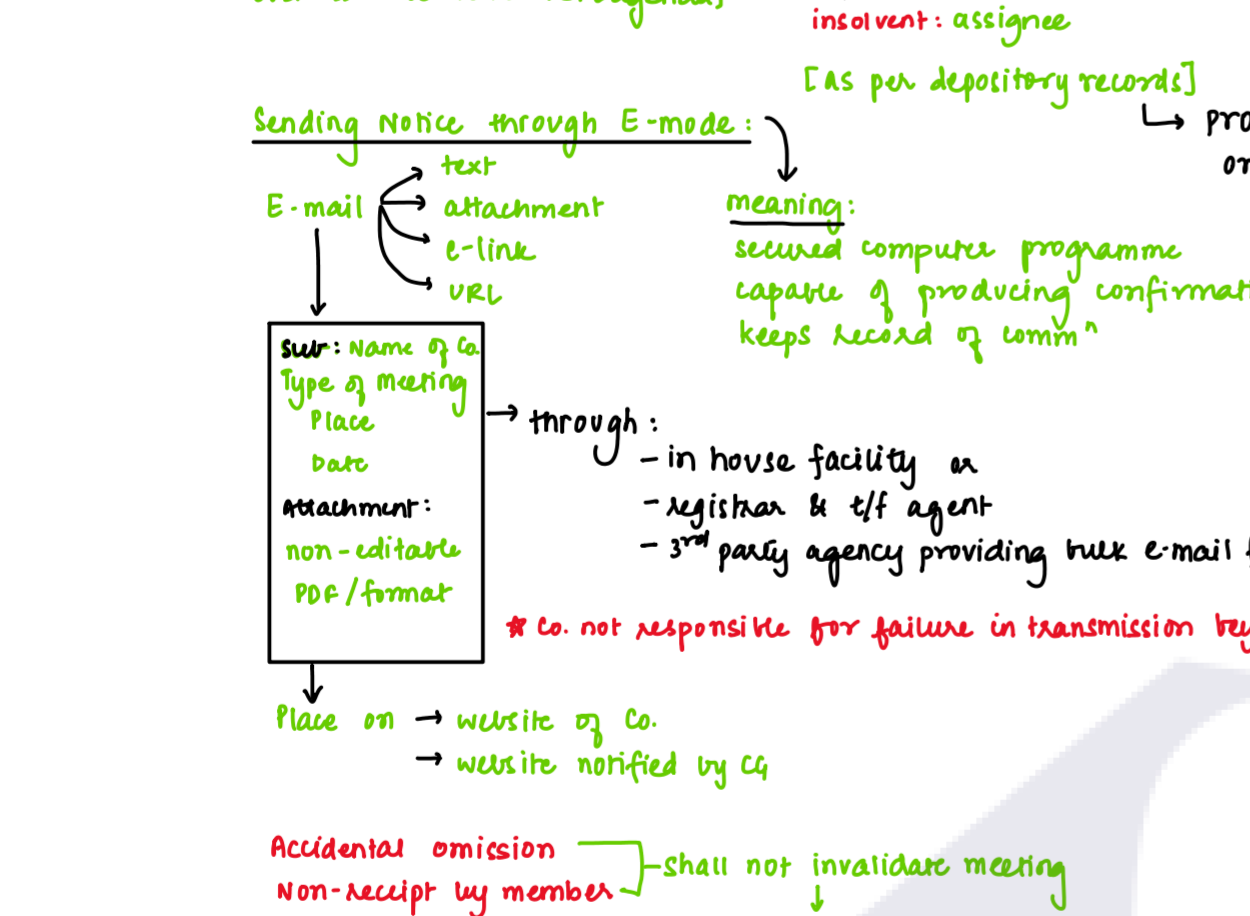 insolvent: assignee
[as per depository records]
Sending Notice through E-mode:
↳ pro
or
text
E-mail → attachment
e-link
URL
meaning:
secured computer programme
capable of producing confirmat
keeps record of commⁿ
Sub: Name of Co.
Type of meeting
Place
Date
Attachment:
non-editable
PDF/format
→ through:
- in house facility or
- registrar & t/f agent
- 3rd party agency providing bulk e-mail f
* Co. not responsible for failure in transmission bey
Place on → website of Co.
→ website notified by CG
Accidental omission
Non-receipt by member
shall not invalidate meeting